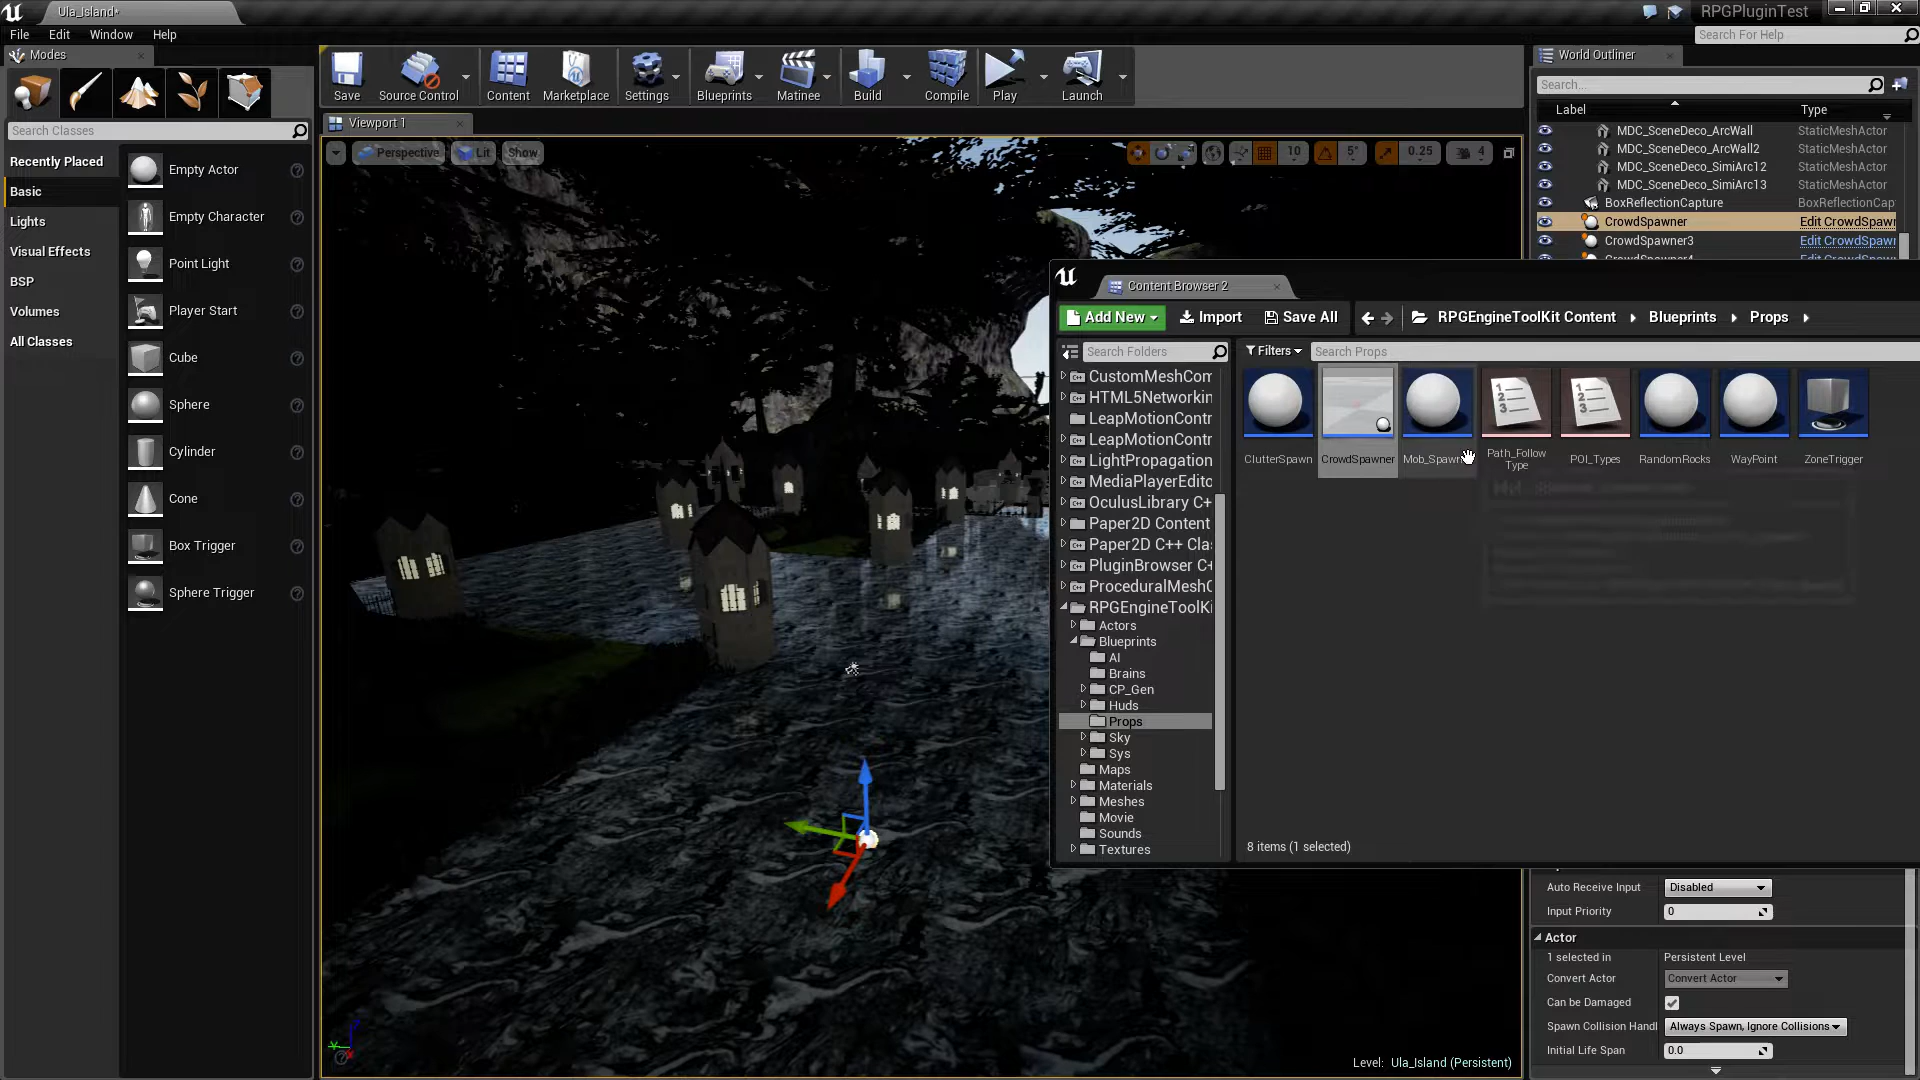 Ula_Island*
RPGPluginTest
File Edit Window Help
Search For Help
Modes
Save Source Control Content Marketplace Settings Blueprints Matinee Build Compile Play Launch
World Outliner
Search...
Label Type
Search Classes
Viewport 1
Perspective Lit Show
10 5° 0.25 4
Recently Placed
Basic
Lights
Visual Effects
BSP
Volumes
All Classes
Empty Actor
Empty Character
Point Light
Player Start
Cube
Sphere
Cylinder
Cone
Box Trigger
Sphere Trigger
MDC_SceneDeco_ArcWall StaticMeshActor
MDC_SceneDeco_ArcWall2 StaticMeshActor
MDC_SceneDeco_SimiArc12 StaticMeshActor
MDC_SceneDeco_SimiArc13 StaticMeshActor
BoxReflectionCapture BoxReflectionCap
CrowdSpawner Edit CrowdSpawr
CrowdSpawner3 Edit CrowdSpawr
Content Browser 2
Add New Import Save All RPGEngineToolKit Content Blueprints Props
Search Folders
Filters Search Props
CustomMeshCom
HTML5Networkin
LeapMotionContr
LeapMotionContr
LightPropagation
MediaPlayerEdito
OculusLibrary C+
Paper2D Content
Paper2D C++ Cla
PluginBrowser C+
ProceduralMeshC
RPGEngineToolKi
Actors
Blueprints
AI
Brains
CP_Gen
Huds
Props
Sky
Sys
Maps
Materials
Meshes
Movie
Sounds
Textures
ClutterSpawn CrowdSpawner Mob_Spawn Path_Follow Type POI_Types RandomRocks WayPoint ZoneTrigger
8 items (1 selected)
Auto Receive Input Disabled
Input Priority 0
Actor
1 selected in Persistent Level
Convert Actor Convert Actor
Can be Damaged
Spawn Collision Handl Always Spawn, Ignore Collisions
Initial Life Span 0.0
Level: Ula_Island (Persistent)